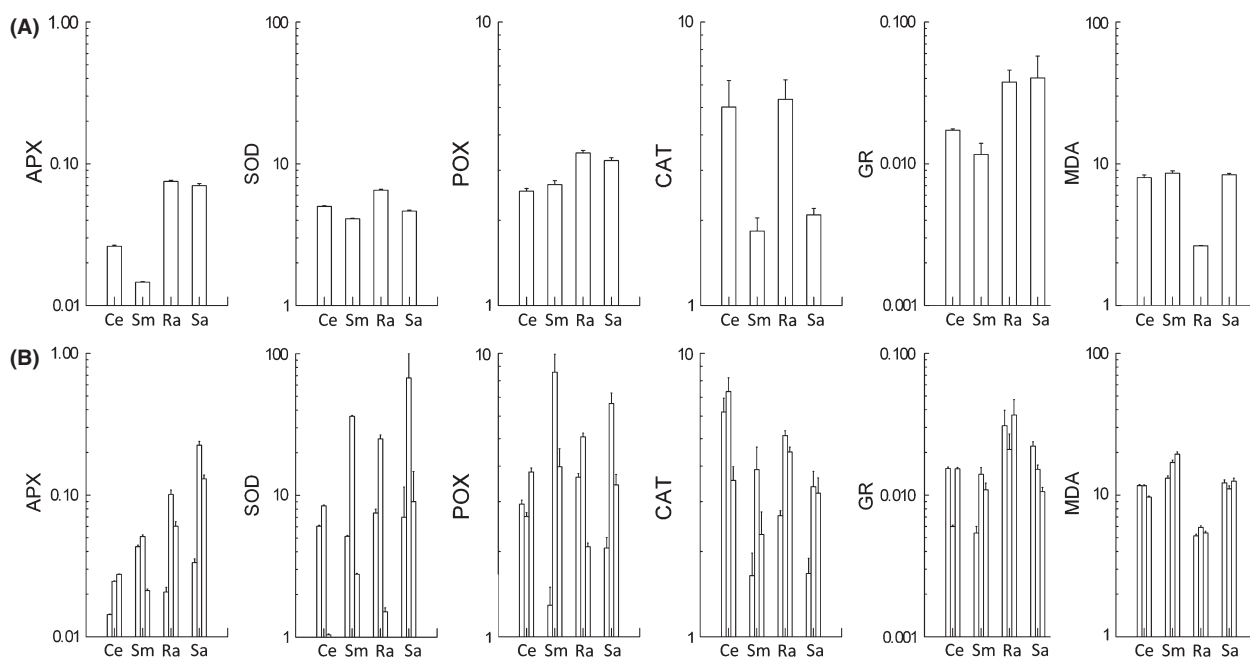 (A)
APX
1.00
0.10
0.01
Ce Sm Ra Sa
SOD
100
10
1
Ce Sm Ra Sa
POX
10
1
Ce Sm Ra Sa
CAT
10
1
Ce Sm Ra Sa
GR
0.100
0.010
0.001
Ce Sm Ra Sa
MDA
100
10
1
Ce Sm Ra Sa
(B)
APX
1.00
0.10
0.01
Ce Sm Ra Sa
SOD
100
10
1
Ce Sm Ra Sa
POX
10
1
Ce Sm Ra Sa
CAT
10
1
Ce Sm Ra Sa
GR
0.100
0.010
0.001
Ce Sm Ra Sa
MDA
100
10
1
Ce Sm Ra Sa